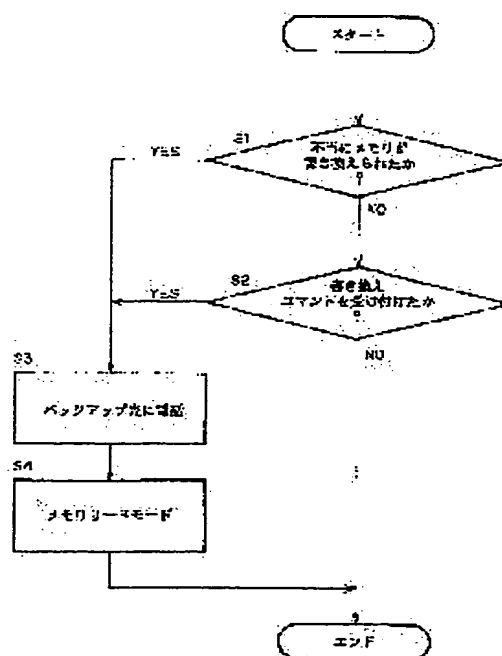 スタート
S1
不当にメモリが
書き換えられたか
?
YES
NO
S2
書き換え
コマンドを受け付けたか
?
YES
NO
S3
バックアップ先に電話
S4
メモリリードモード
エンド